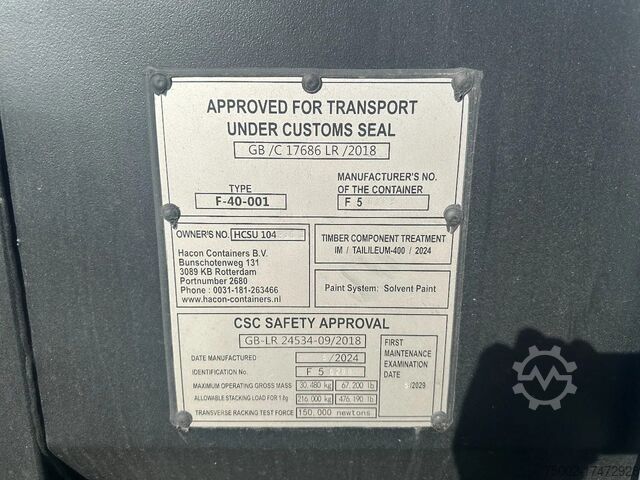 APPROVED FOR TRANSPORT
UNDER CUSTOMS SEAL
GB /C 17686 LR /2018
TYPE
F-40-001
MANUFACTURER'S NO.
OF THE CONTAINER
F 5
OWNER'S NO. HCSU 104
Hacon Containers B.V.
Bunschotenweg 131
3089 KB Rotterdam
Portnumber 2680
Phone : 0031-181-263466
www.hacon-containers.nl
TIMBER COMPONENT TREATMENT
IM / TAILILEUM-400 / 2024
Paint System: Solvent Paint
CSC SAFETY APPROVAL
GB-LR 24534-09/2018
DATE MANUFACTURED /2024
IDENTIFICATION No. F 5
MAXIMUM OPERATING GROSS MASS 30.480 kg 67.200 lb
ALLOWABLE STACKING LOAD FOR 1.8g 216.000 kg 476.190 lb
TRANSVERSE RACKING TEST FORCE 150.000 newtons
FIRST
MAINTENANCE
EXAMINATION
DATE
/2029